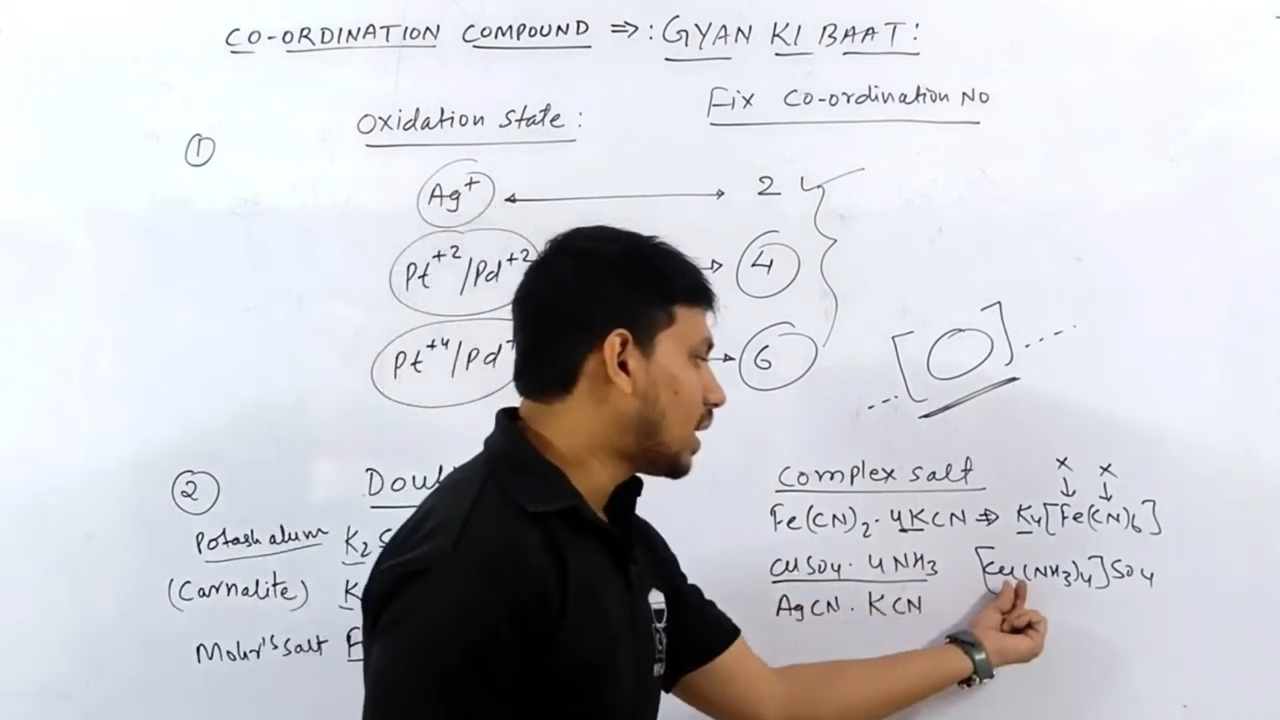 CO-ORDINATION COMPOUND ⇒ : GYAN KI BAAT :
Oxidation state :
Fix Co-ordination No
①
Ag⁺ ⟷ 2
Pt⁺²/Pd⁺² → 4
Pt⁺⁴/Pd → 6
②
Complex salt
Potash alum K₂
Fe(CN)₂ · 4KCN ⇒ K₄[Fe(CN)₆]
x x
(Carnalite) K
CuSO₄ · 4NH₃ [Cu(NH₃)₄]SO₄
AgCN · KCN
Mohr's salt